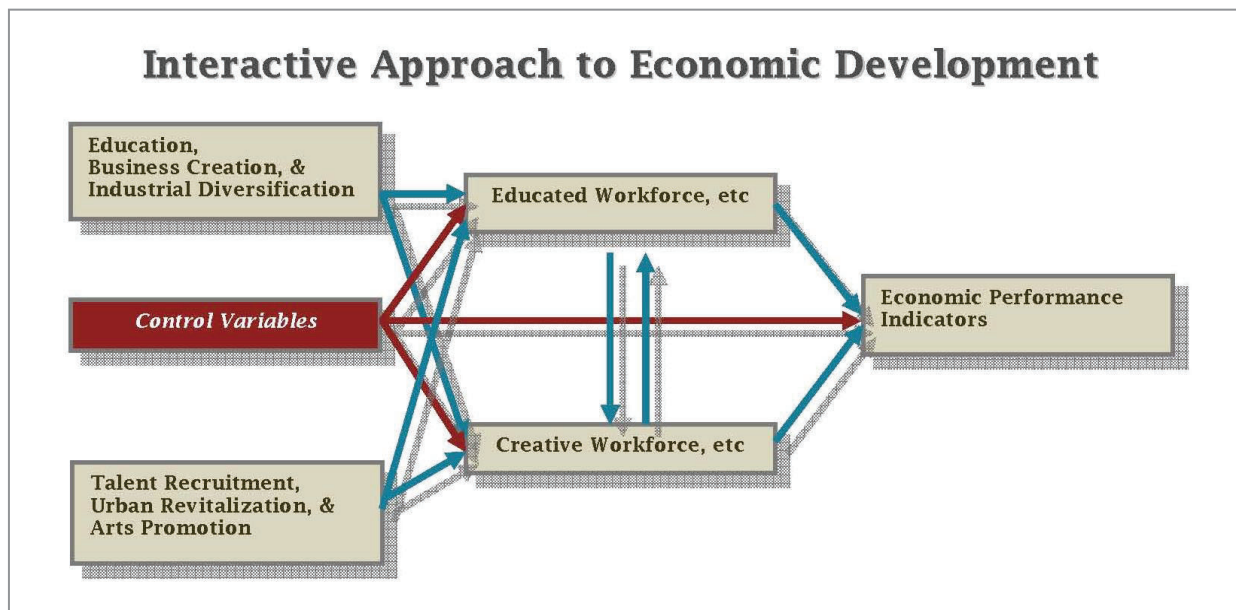 Interactive Approach to Economic Development
Education,
Business Creation, &
Industrial Diversification
Educated Workforce, etc
Control Variables
Economic Performance
Indicators
Creative Workforce, etc
Talent Recruitment,
Urban Revitalization, &
Arts Promotion